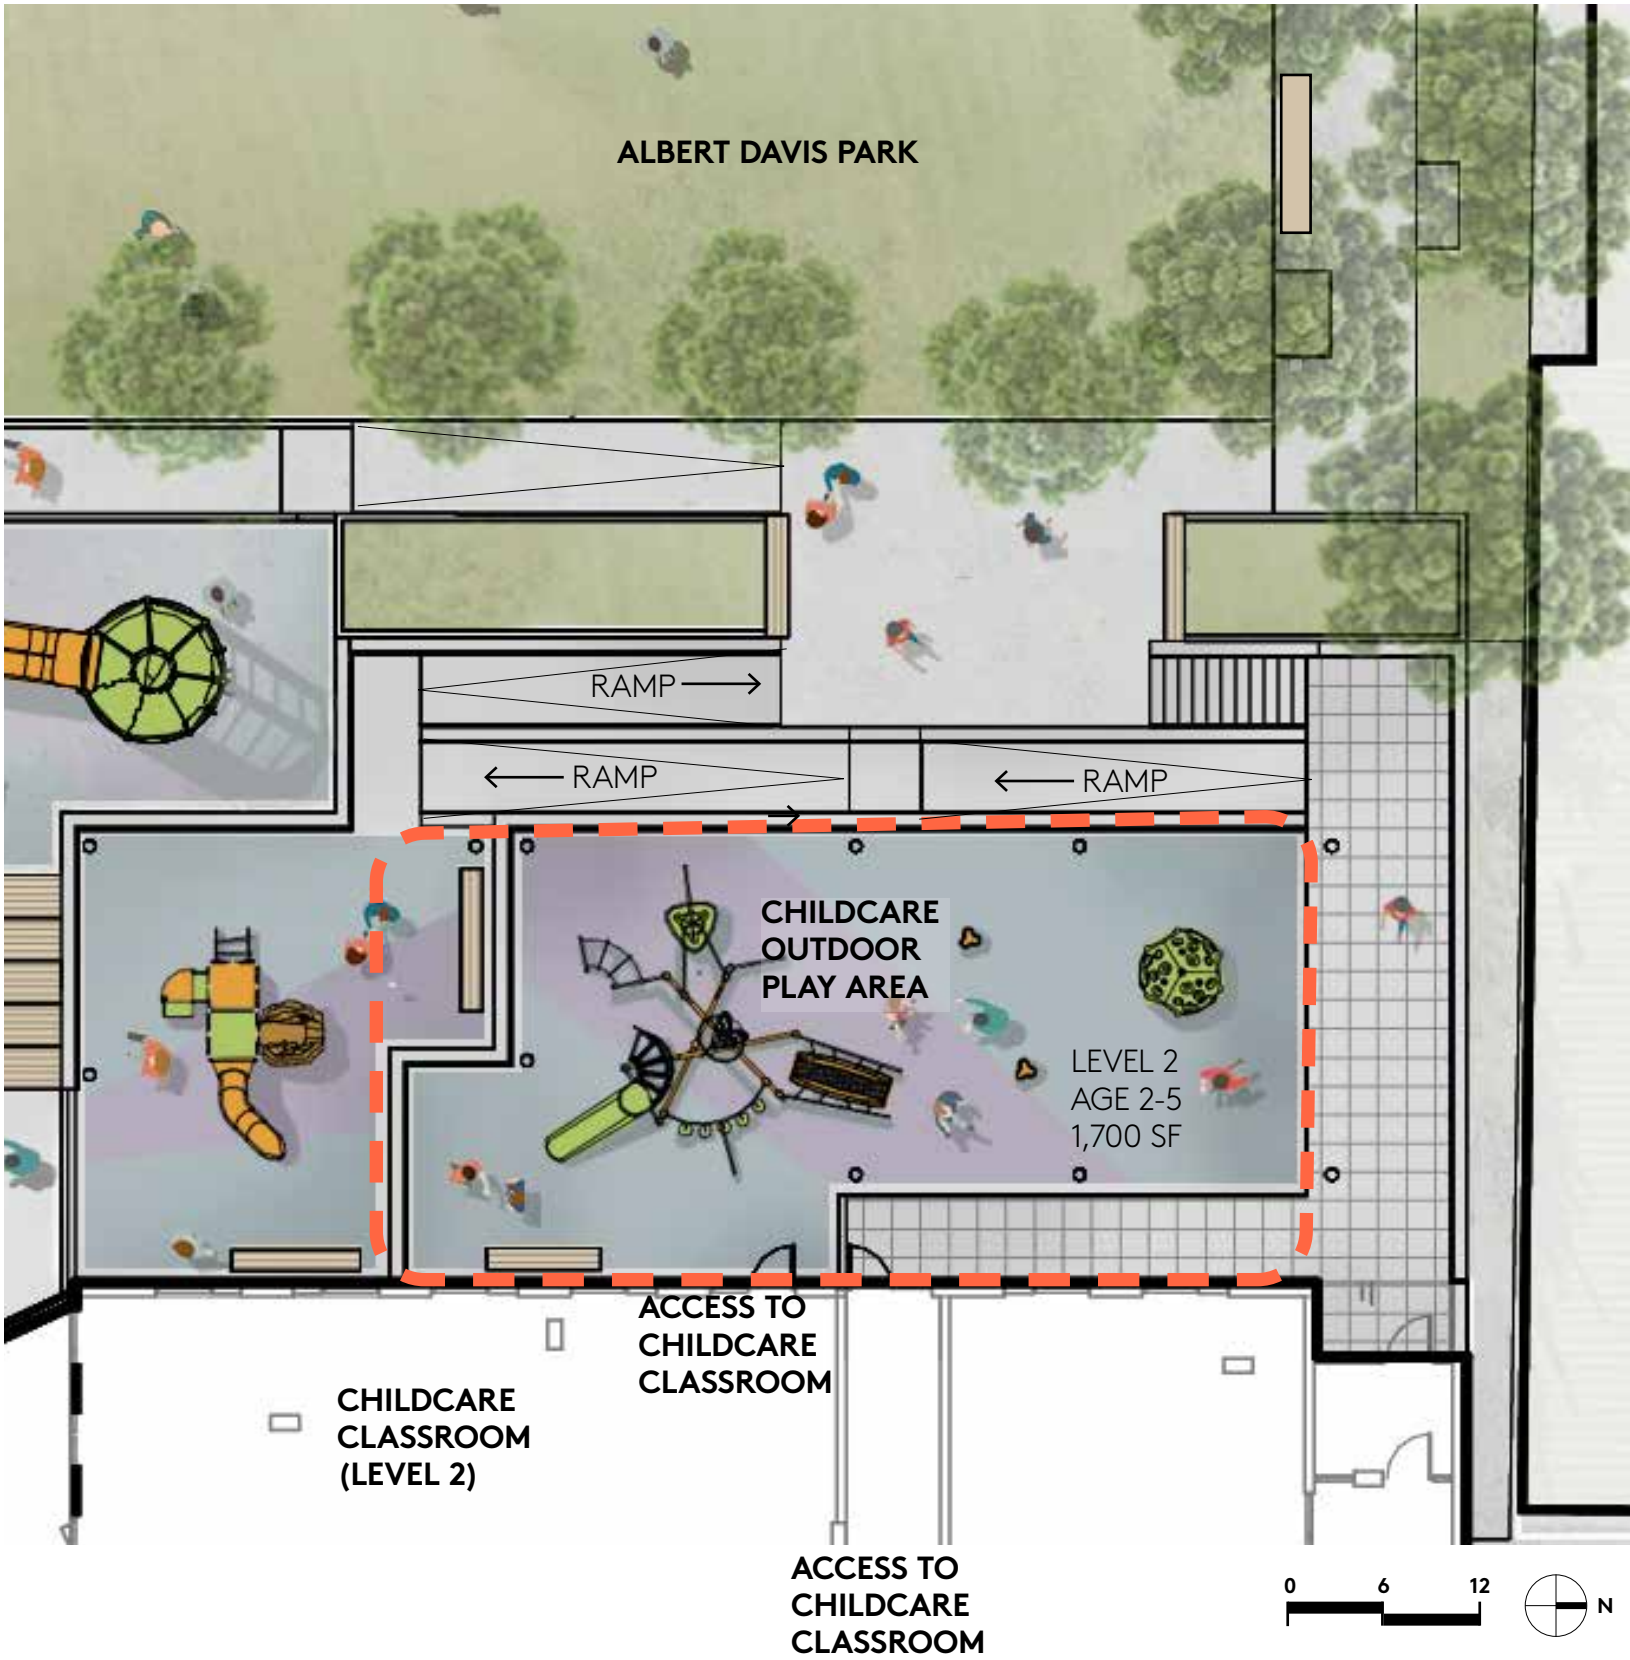 ALBERT DAVIS PARK
RAMP
RAMP
RAMP
CHILDCARE
OUTDOOR
PLAY AREA
LEVEL 2
AGE 2-5
1,700 SF
ACCESS TO
CHILDCARE
CLASSROOM
CHILDCARE
CLASSROOM
(LEVEL 2)
ACCESS TO
CHILDCARE
CLASSROOM
0 6 12
N